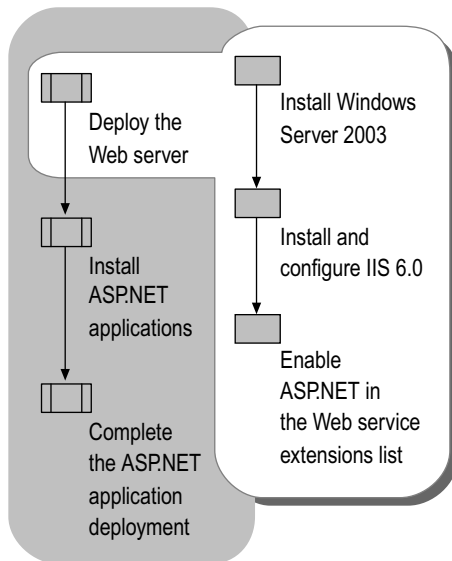 Deploy the
Web server
Install
ASP.NET
applications
Complete
the ASP.NET
application
deployment
Install Windows
Server 2003
Install and
configure IIS 6.0
Enable
ASP.NET in
the Web service
extensions list